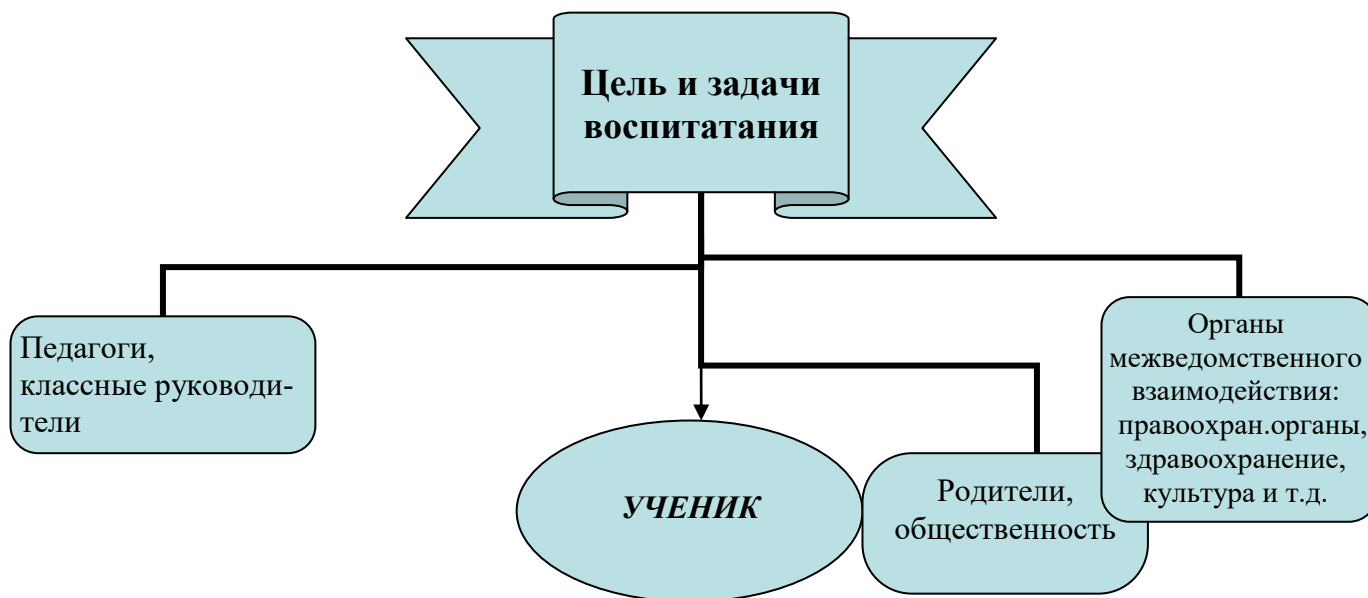 Цель и задачи
воспитатания
Педагоги,
классные руководи-
тели
УЧЕНИК
Родители,
общественность
Органы
межведомственного
взаимодействия:
правоохран.органы,
здравоохранение,
культура и т.д.